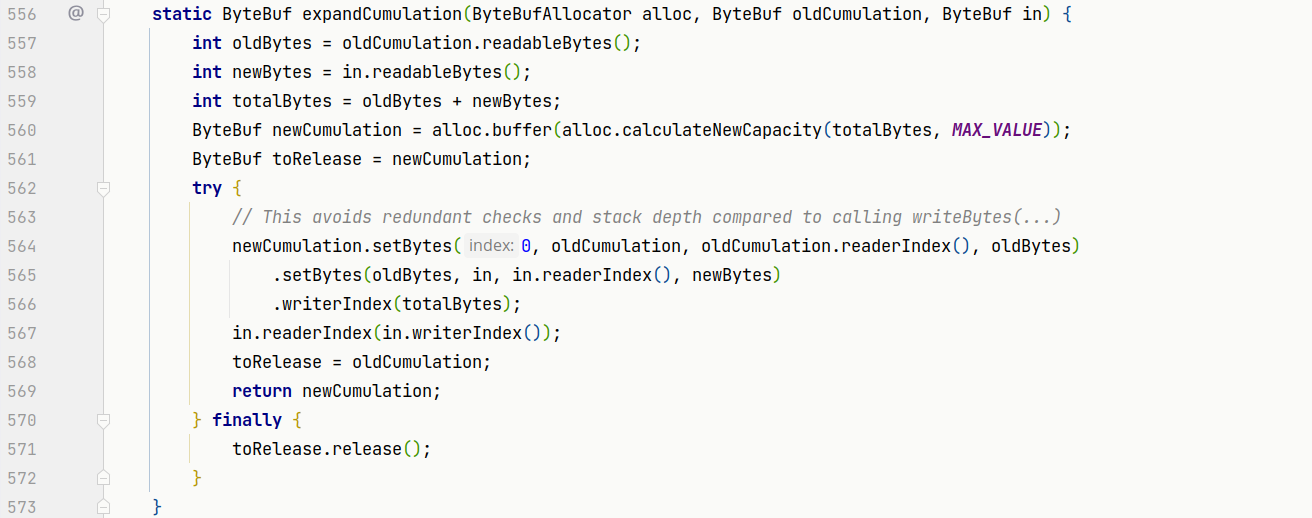 556 @ static ByteBuf expandCumulation(ByteBufAllocator alloc, ByteBuf oldCumulation, ByteBuf in) {
557 int oldBytes = oldCumulation.readableBytes();
558 int newBytes = in.readableBytes();
559 int totalBytes = oldBytes + newBytes;
560 ByteBuf newCumulation = alloc.buffer(alloc.calculateNewCapacity(totalBytes, MAX_VALUE));
561 ByteBuf toRelease = newCumulation;
562 try {
563 // This avoids redundant checks and stack depth compared to calling writeBytes(...)
564 newCumulation.setBytes( index: 0, oldCumulation, oldCumulation.readerIndex(), oldBytes)
565 .setBytes(oldBytes, in, in.readerIndex(), newBytes)
566 .writerIndex(totalBytes);
567 in.readerIndex(in.writerIndex());
568 toRelease = oldCumulation;
569 return newCumulation;
570 } finally {
571 toRelease.release();
572 }
573 }